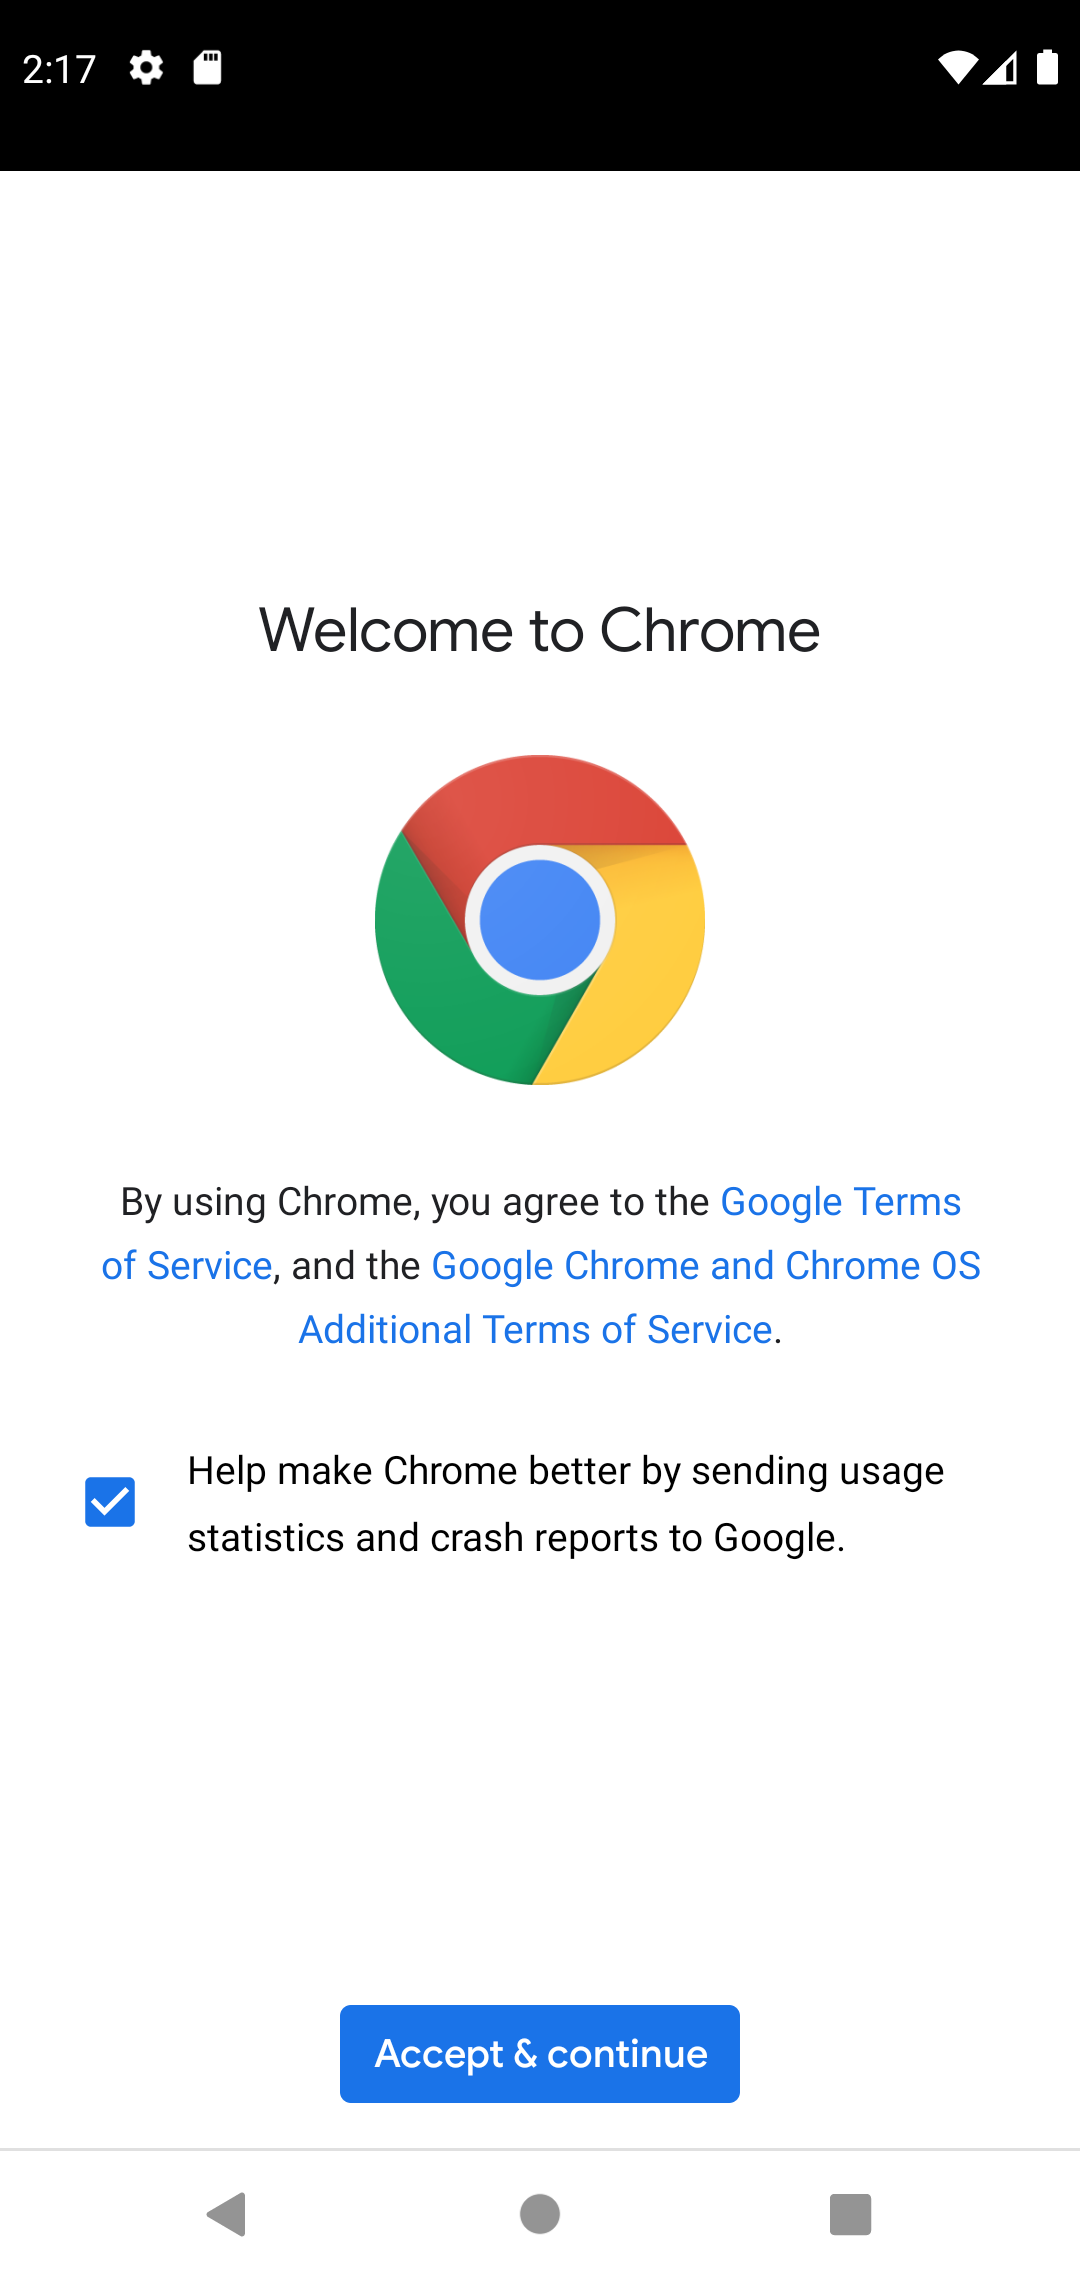 2:17
Welcome to Chrome
By using Chrome, you agree to the Google Terms
of Service, and the Google Chrome and Chrome OS
Additional Terms of Service.
Help make Chrome better by sending usage
statistics and crash reports to Google.
Accept & continue